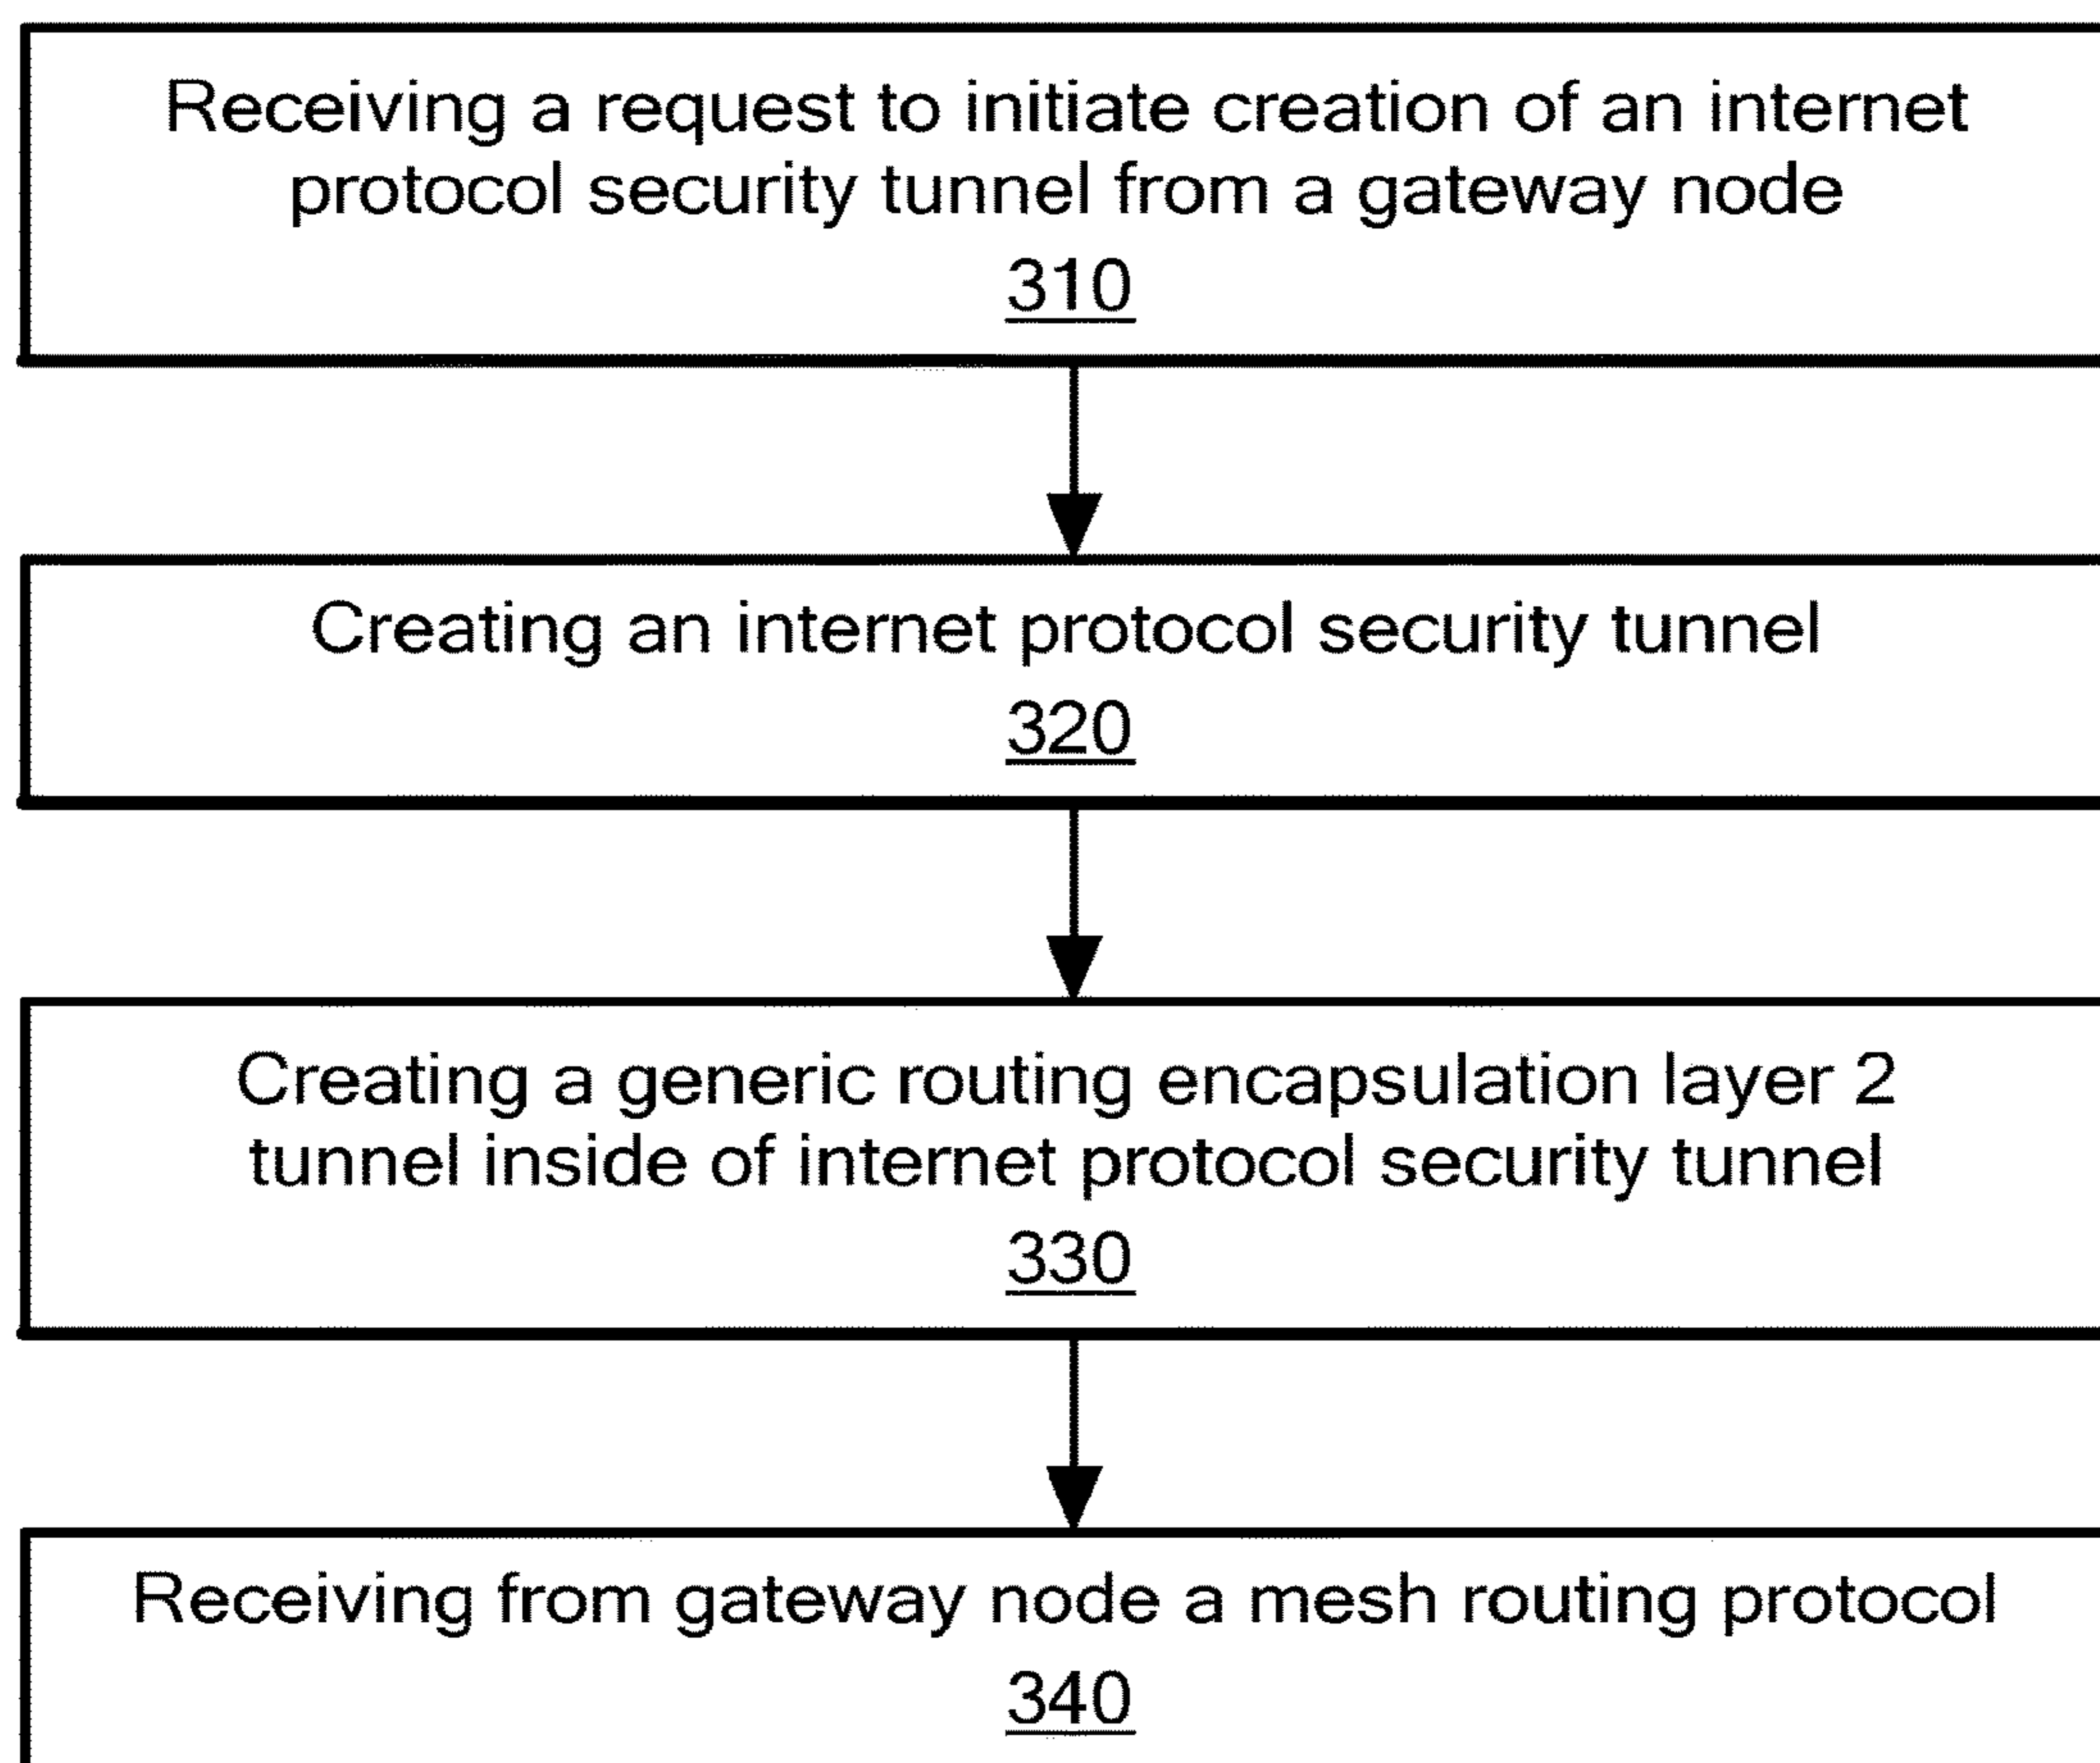 Receiving a request to initiate creation of an internet
protocol security tunnel from a gateway node
310
Creating an internet protocol security tunnel
320
Creating a generic routing encapsulation layer 2
tunnel inside of internet protocol security tunnel
330
Receiving from gateway node a mesh routing protocol
340